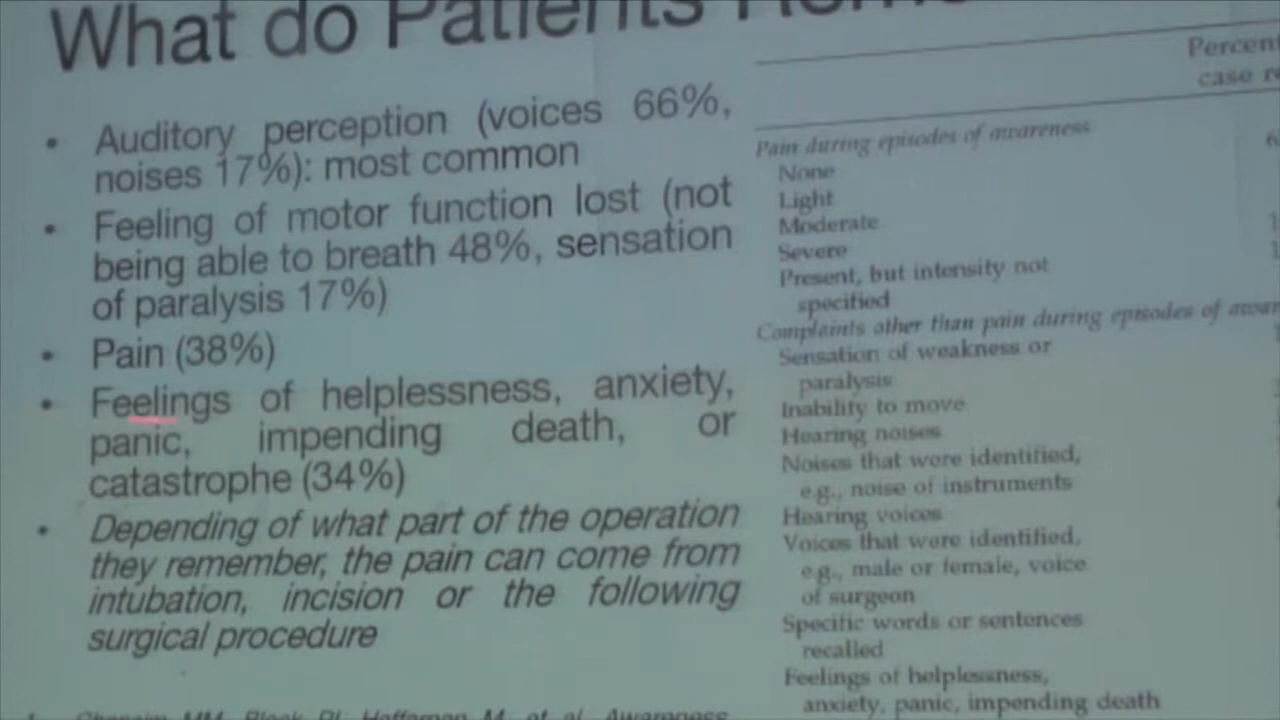 What do Patients
• Auditory perception (voices 66%,
noises 17%): most common
• Feeling of motor function lost (not
being able to breath 48%, sensation
of paralysis 17%)
• Pain (38%)
• Feelings of helplessness, anxiety,
panic, impending death, or
catastrophe (34%)
• Depending of what part of the operation
they remember, the pain can come from
intubation, incision or the following
surgical procedure
Percent
case
Pain during episodes of awareness
None
Light
Moderate
Severe
Present, but intensity not
specified
Complaints other than pain during episodes of
Sensation of weakness or
paralysis
Inability to move
Hearing noises
Noises that were identified,
e.g., noise of instruments
Hearing voices
Voices that were identified,
e.g., male or female, voice
of surgeon
Specific words or sentences
recalled
Feelings of helplessness,
anxiety, panic, impending death
et al. Awareness